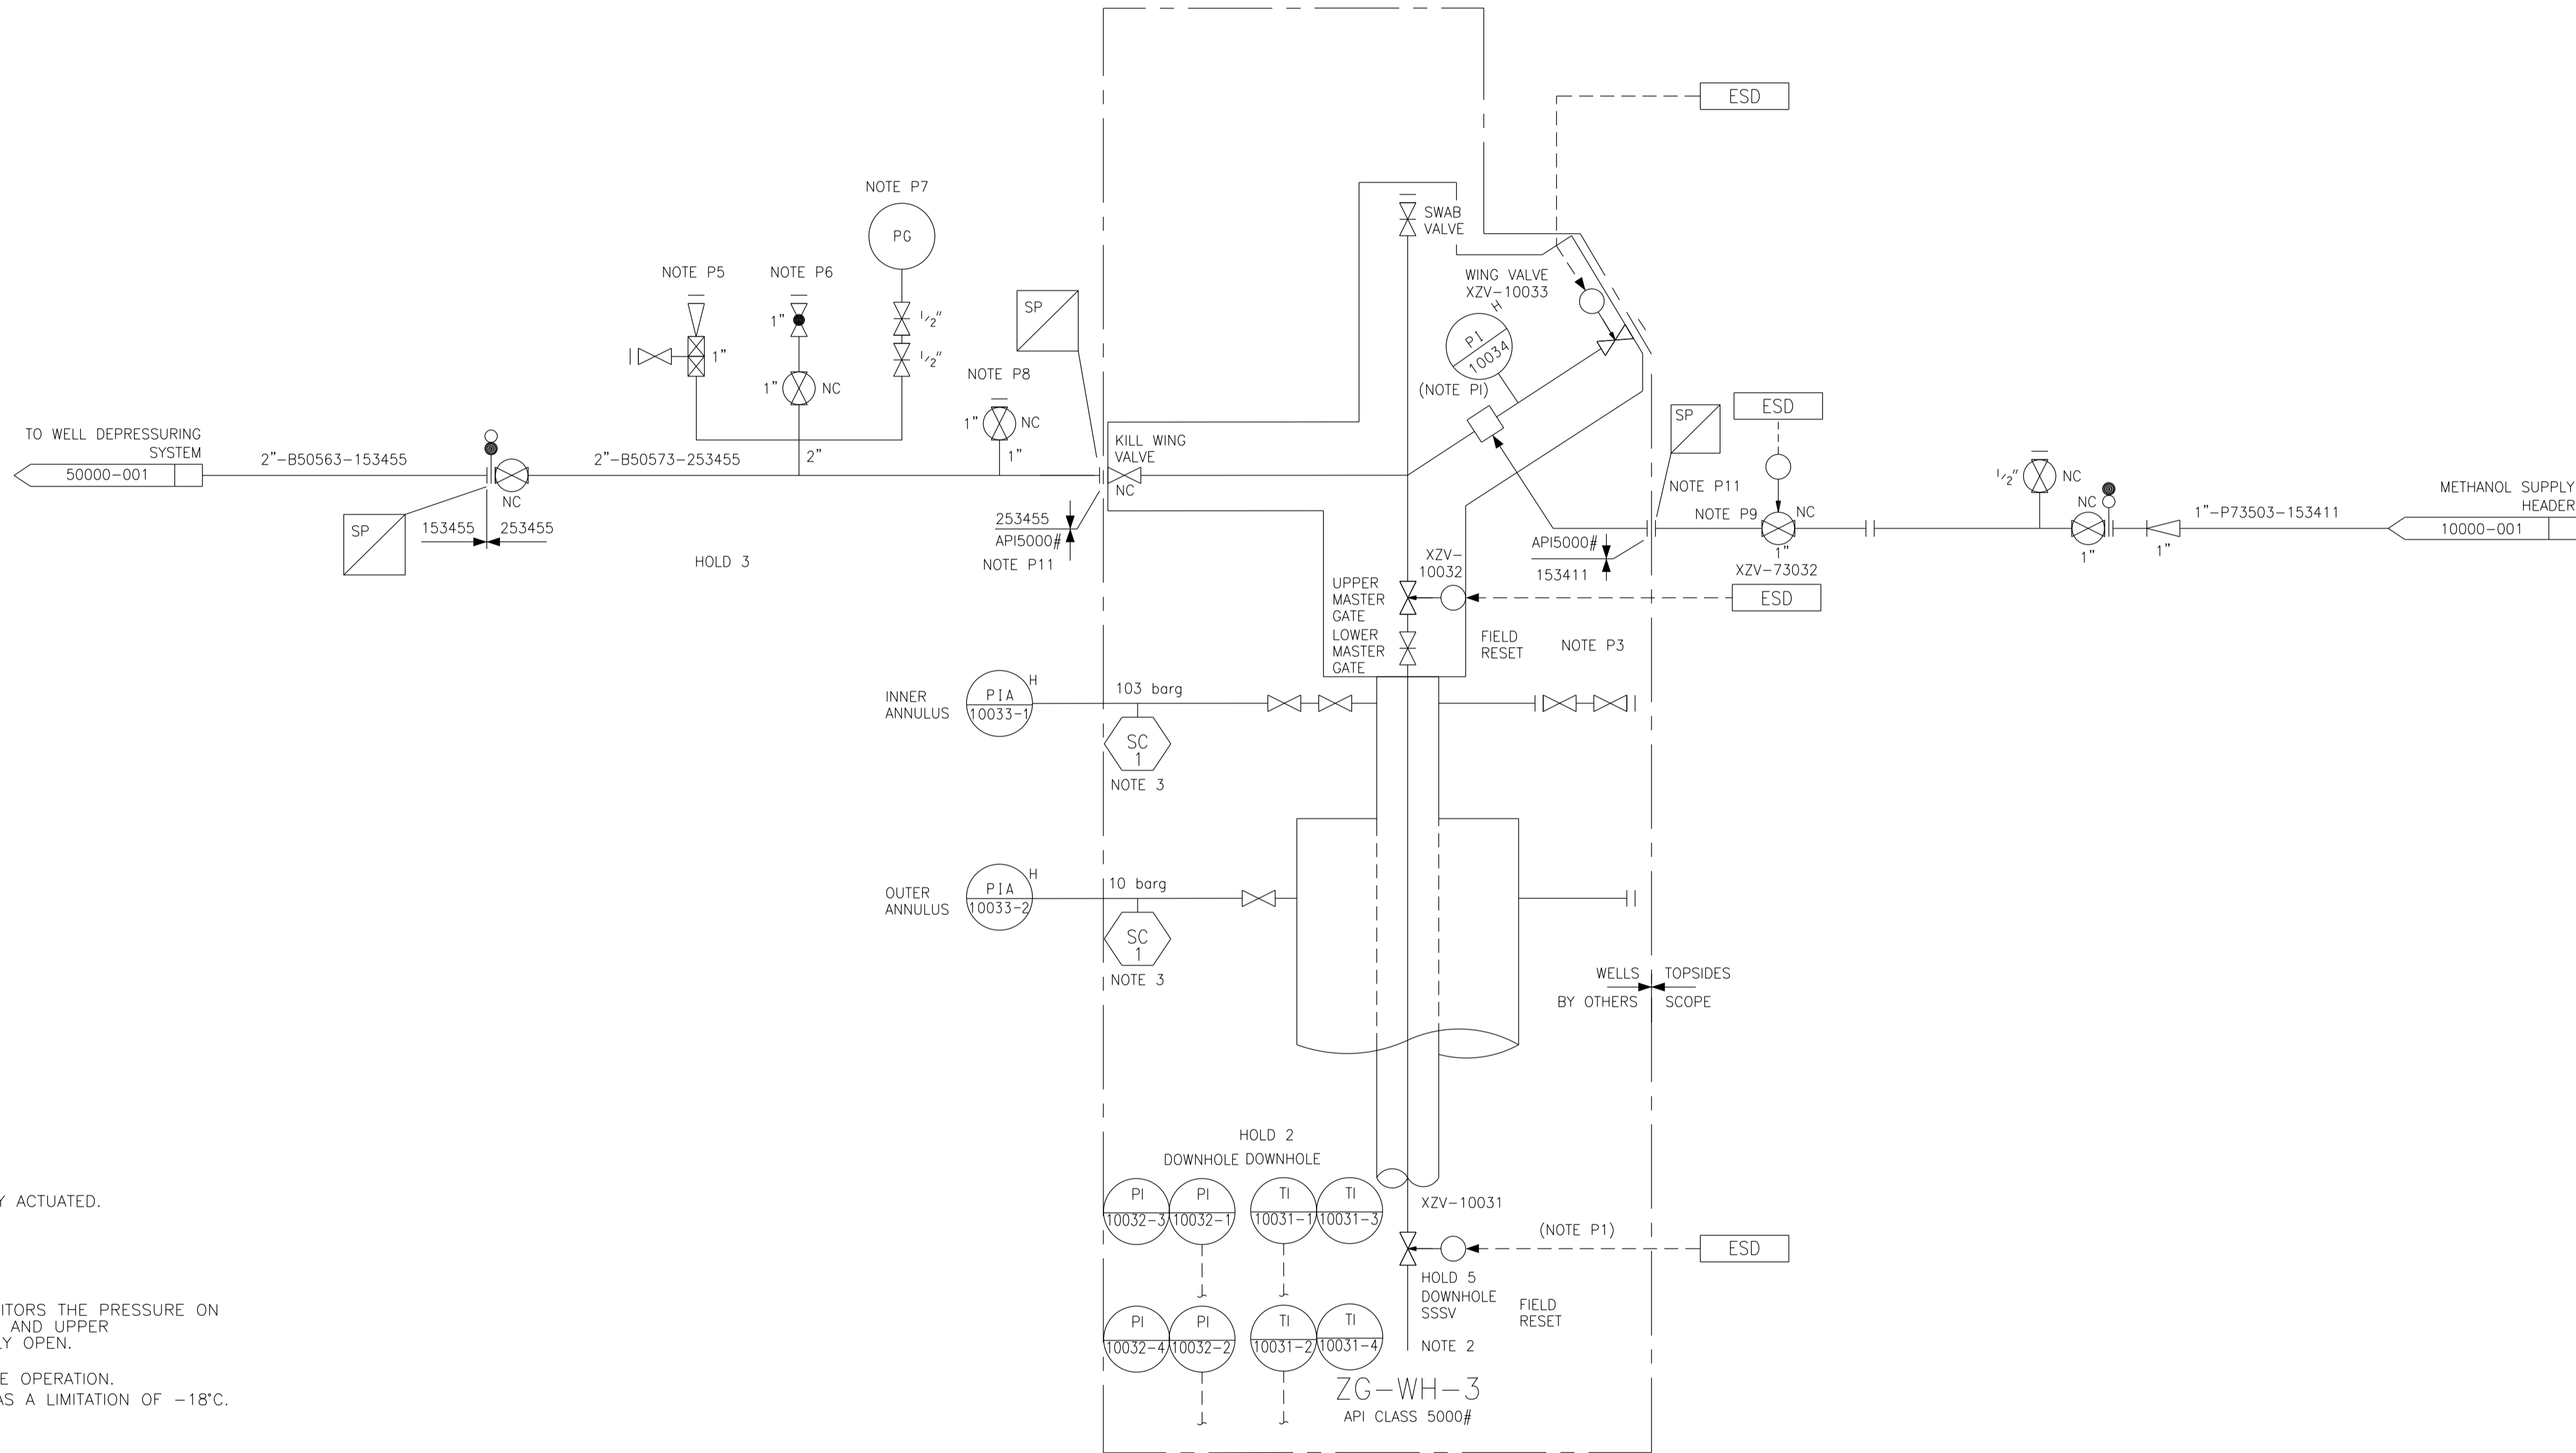 ESD
NOTE P7
PG
SWAB
VALVE
NOTE P5
NOTE P6
WING VALVE
XZV-10033
H
SP
1"
1/2"
1"
1/2"
PI
10034
NOTE P8
1"
NC
(NOTE PI)
ESD
SP
1"
NC
TO WELL DEPRESSURING
SYSTEM
50000-001
2"-B50563-153455
2"-B50573-253455
2"
1"
KILL WING
VALVE
NC
NC
SP
153455
253455
HOLD 3
253455
API5000#
NOTE P11
NOTE P11
NOTE P9
NC
1"
XZV-73032
API5000#
153411
1/2"
NC
NC
1"
1"
1"-P73503-153411
METHANOL SUPPLY
HEADER
10000-001
XZV-
10032
ESD
UPPER
MASTER
GATE
LOWER
MASTER
GATE
FIELD
RESET
NOTE P3
INNER
ANNULUS
PIA
10033-1
H
103 barg
SC
1
NOTE 3
OUTER
ANNULUS
PIA
10033-2
H
10 barg
SC
1
NOTE 3
WELLS
TOPSIDES
BY OTHERS
SCOPE
HOLD 2
DOWNHOLE
DOWNHOLE
PI
10032-3
PI
10032-1
TI
10031-1
TI
10031-3
XZV-10031
(NOTE P1)
ESD
HOLD 5
DOWNHOLE
SSSV
FIELD
RESET
NOTE 2
PI
10032-4
PI
10032-2
TI
10031-2
TI
10031-4
ZG-WH-3
API CLASS 5000#
Y ACTUATED.
ITORS THE PRESSURE ON
AND UPPER
LY OPEN.
E OPERATION.
AS A LIMITATION OF -18°C.